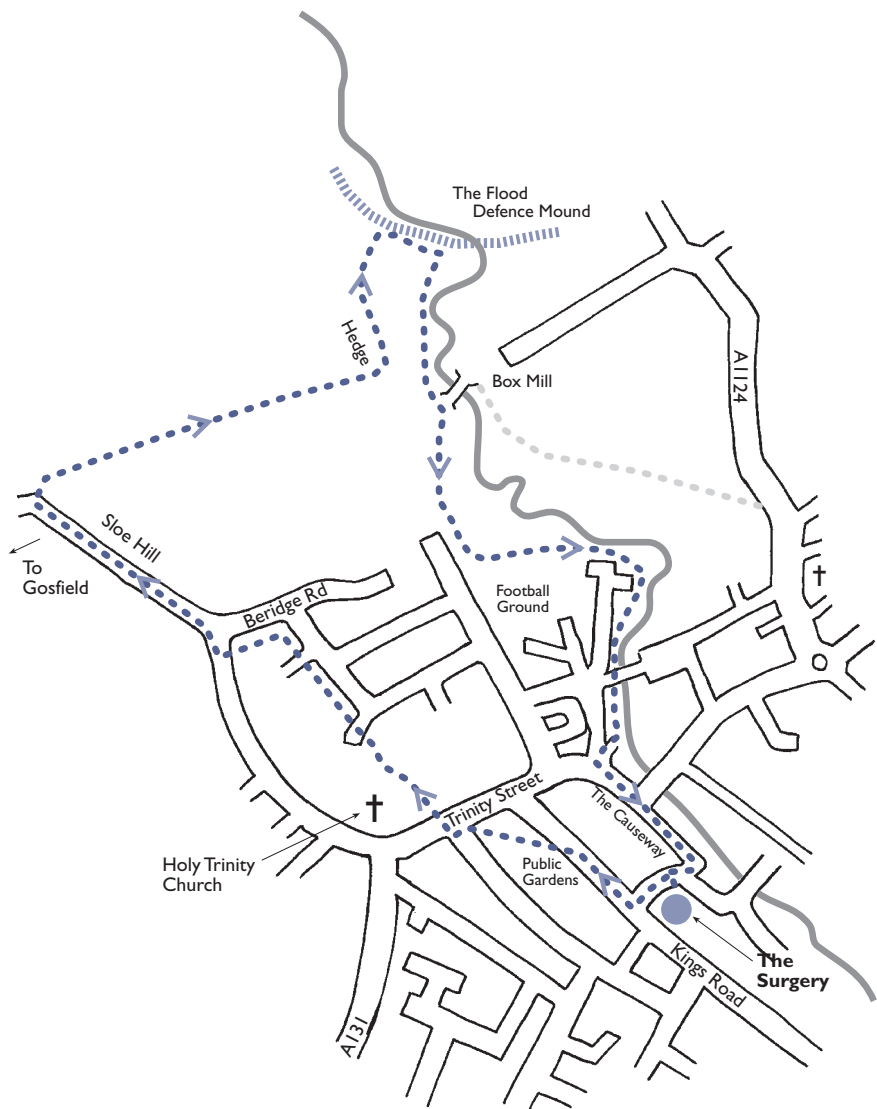 The Flood
Defence Mound
Hedge
A1124
Box Mill
Sloe Hill
To
Gosfield
Beridge Rd
Football
Ground
Trinity Street
The Causeway
Holy Trinity
Church
Public
Gardens
The
Surgery
Kings Road
A131